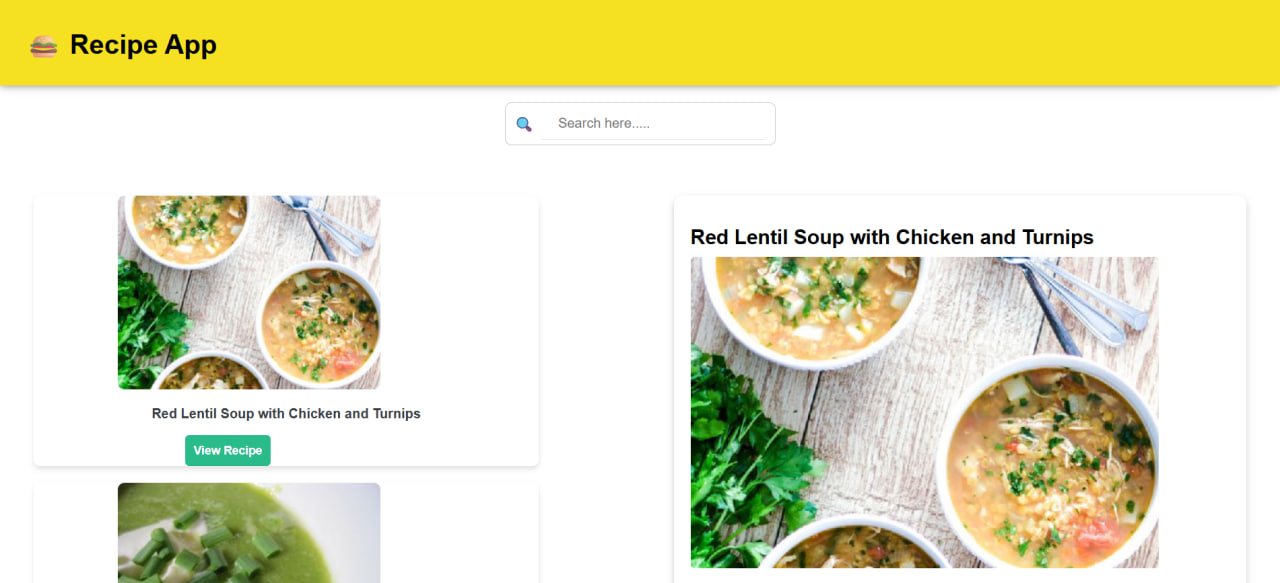 Recipe App
Search here.....
Red Lentil Soup with Chicken and Turnips
View Recipe
Red Lentil Soup with Chicken and Turnips